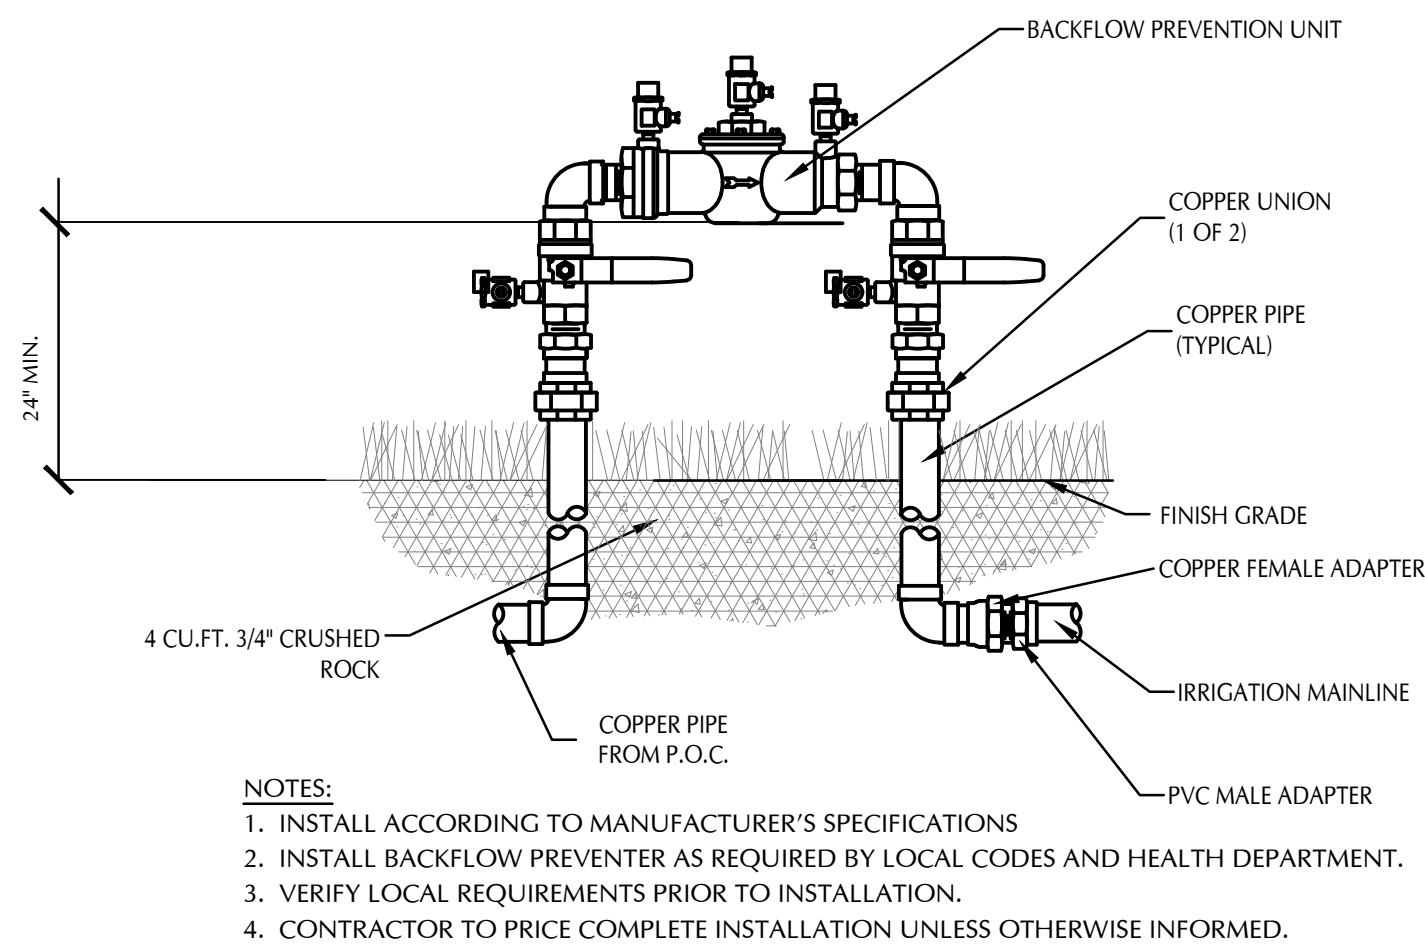 BACKFLOW PREVENTION UNIT
COPPER UNION
(1 OF 2)
COPPER PIPE
(TYPICAL)
24" MIN.
FINISH GRADE
COPPER FEMALE ADAPTER
4 CU.FT. 3/4" CRUSHED
ROCK
IRRIGATION MAINLINE
COPPER PIPE
FROM P.O.C.
PVC MALE ADAPTER
NOTES:
1. INSTALL ACCORDING TO MANUFACTURER'S SPECIFICATIONS
2. INSTALL BACKFLOW PREVENTER AS REQUIRED BY LOCAL CODES AND HEALTH DEPARTMENT.
3. VERIFY LOCAL REQUIREMENTS PRIOR TO INSTALLATION.
4. CONTRACTOR TO PRICE COMPLETE INSTALLATION UNLESS OTHERWISE INFORMED.